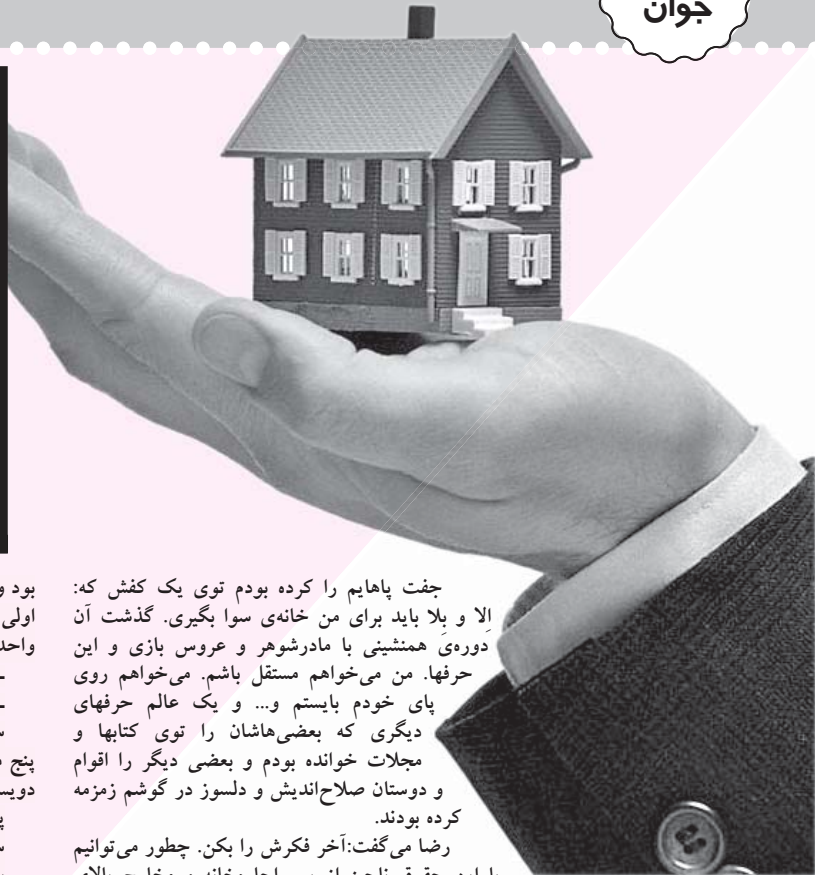 جوان
جفت پاهایم را کرده بودم توی یک کفش که:
اِلا و بِلا باید برای من خانه‌ی سوا بگیری. گذشت آن
دوره‌یِ همنشینی با مادرشوهر و عروس بازی و این
حرفها. من می‌خواهم مستقل باشم. می‌خواهم روی
پای خودم بایستم و... و یک عالم حرفهای
دیگری که بعضی‌هاشان را توی کتابها و
مجلات خوانده بودم و بعضی دیگر را اقوام
و دوستان صلاح‌اندیش و دلسوز در گوشم زمزمه
کرده بودند.
رضا می‌گفت:آخر فکرش را بکن. چطور می‌توانیم
بود و
اولی
واحد
پنج